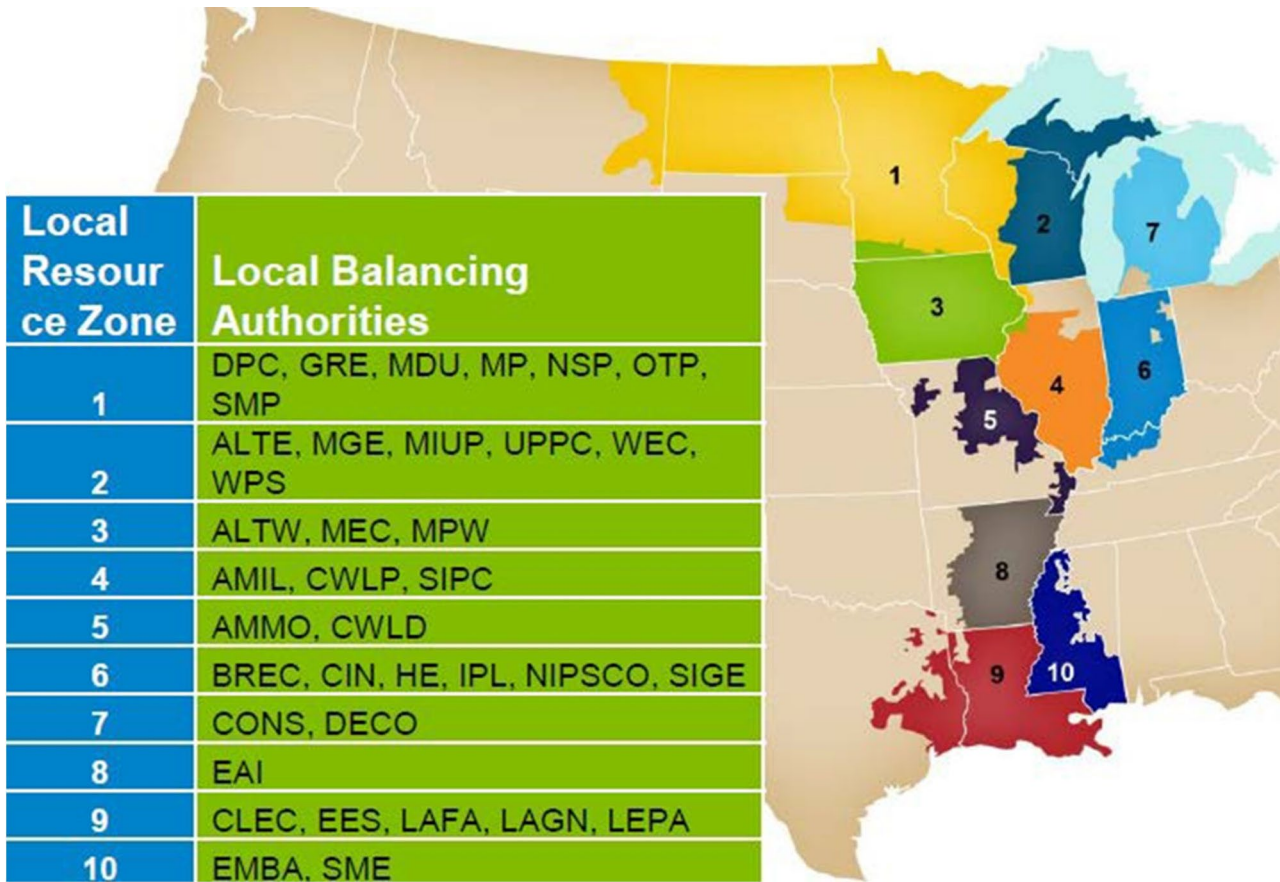 Local
Resour
ce Zone
Local Balancing
Authorities
1
DPC, GRE, MDU, MP, NSP, OTP,
SMP
2
ALTE, MGE, MIUP, UPPC, WEC,
WPS
3
ALTW, MEC, MPW
4
AMIL, CWLP, SIPC
5
AMMO, CWLD
6
BREC, CIN, HE, IPL, NIPSCO, SIGE
7
CONS, DECO
8
EAI
9
CLEC, EES, LAFA, LAGN, LEPA
10
EMBA, SME
1
2
7
3
4
6
5
8
9
10